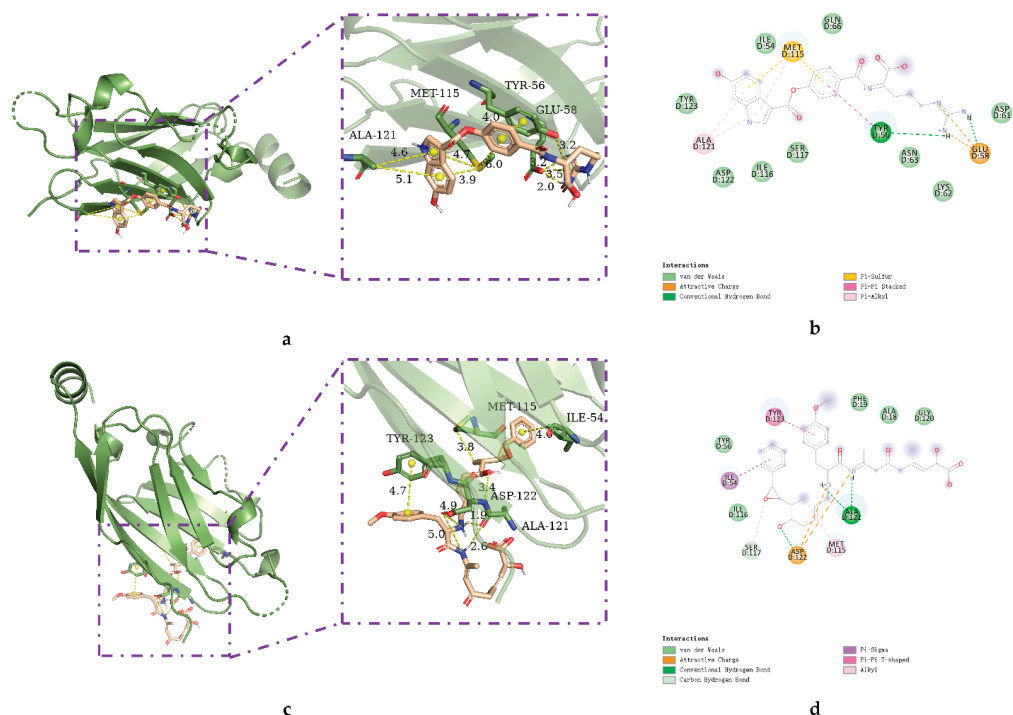 a
MET-115
TYR-56
GLU-58
ALA-121
4.0
3.2
4.6
4.7
6.0
3.2
3.5
5.1
3.9
2.0
GLN
D:66
ILE
D:54
MET
D:115
TYR
D:123
ASP
D:61
ALA
D:121
TYR
D:56
GLU
D:58
SER
D:117
ASN
D:63
ASP
D:122
ILE
D:116
LYS
D:62
Interactions
van der Waals
Attractive Charge
Conventional Hydrogen Bond
Pi-Sulfur
Pi-Pi Stacked
Pi-Alkyl
b
c
MET-115
ILE-54
TYR-123
3.8
4.7
3.4
ASP-122
4.9
1.9
ALA-121
5.0
2.6
TYR
D:123
PHE
D:19
ALA
D:18
GLY
D:120
TYR
D:56
ILE
D:54
ILE
D:116
ALA
D:121
SER
D:117
ASP
D:122
MET
D:115
Interactions
van der Waals
Attractive Charge
Conventional Hydrogen Bond
Carbon Hydrogen Bond
Pi-Sigma
Pi-Pi T-shaped
Alkyl
d